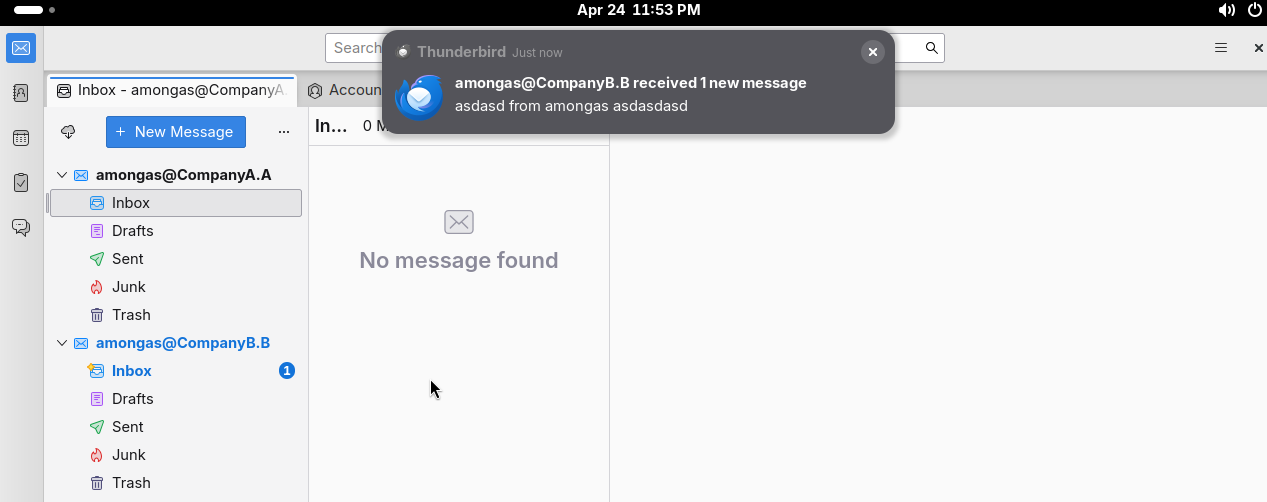 Apr 24 11:53 PM
Search
Thunderbird Just now
amongas@CompanyB.B received 1 new message
asdasd from amongas asdasdasd
Inbox - amongas@CompanyA.
Accoun
+ New Message
In... 0 M
amongas@CompanyA.A
Inbox
Drafts
Sent
Junk
Trash
amongas@CompanyB.B
Inbox 1
Drafts
Sent
Junk
Trash
No message found